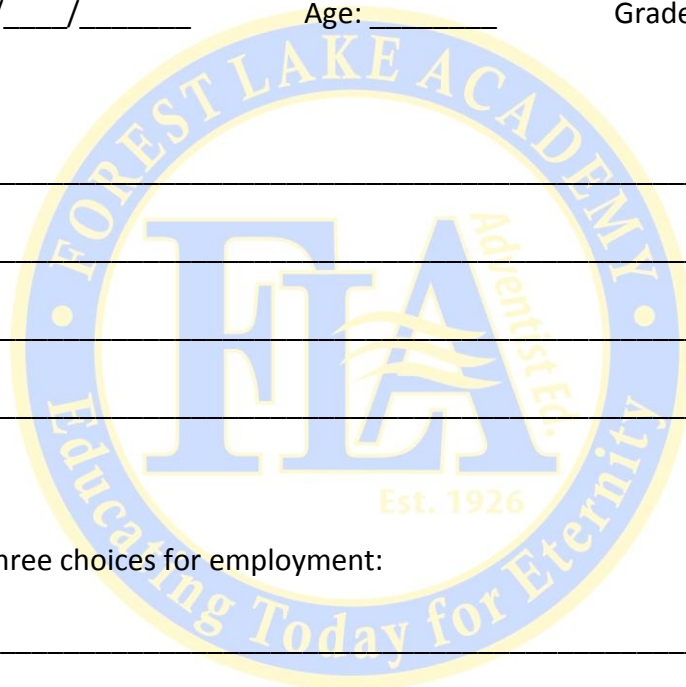 /____/_______ Age: ________ Grade
FOREST LAKE ACADEMY
FLA
Adventist Ed.
Est. 1926
hree choices for employment:
Educating Today for Eternity